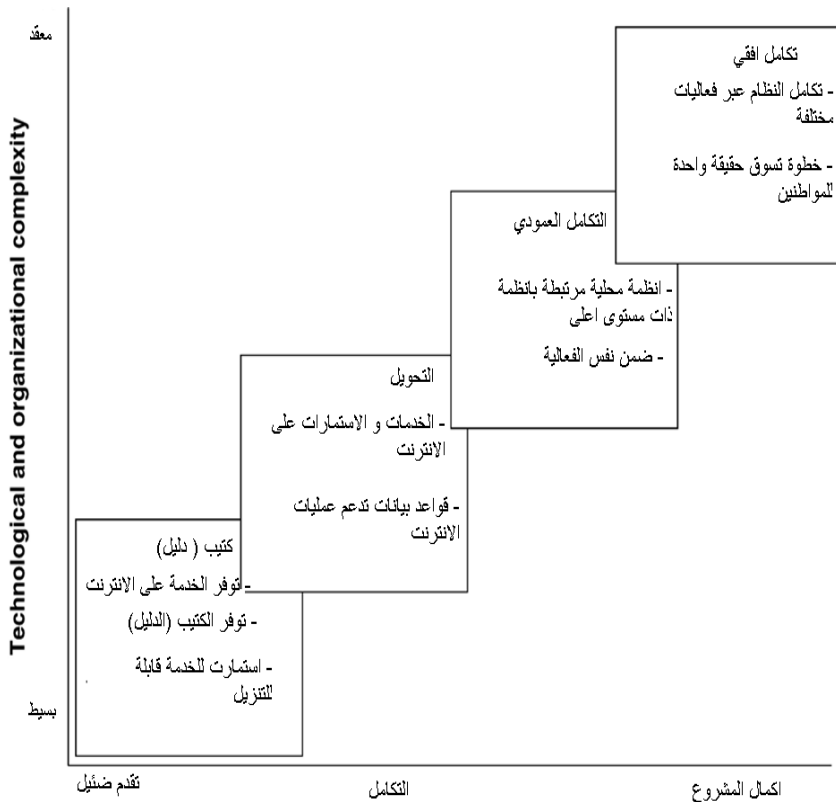 Technological and organizational complexity
معقد
تكامل افقي
- تكامل النظام عبر فعاليات
مختلفة
- خطوة تسوق حقيقة واحدة
للمواطنين
التكامل العمودي
- انظمة محلية مرتبطة بانظمة
ذات مستوى اعلى
- ضمن نفس الفعالية
التحويل
- الخدمات و الاستمارات على
الانترنت
- قواعد بيانات تدعم عمليات
الانترنت
كتيب ( دليل)
- توفر الخدمة على الانترنت
- توفر الكتيب (الدليل)
- استمارت للخدمة قابلة
للتنزيل
بسيط
تقدم ضئيل
التكامل
اكمال المشروع